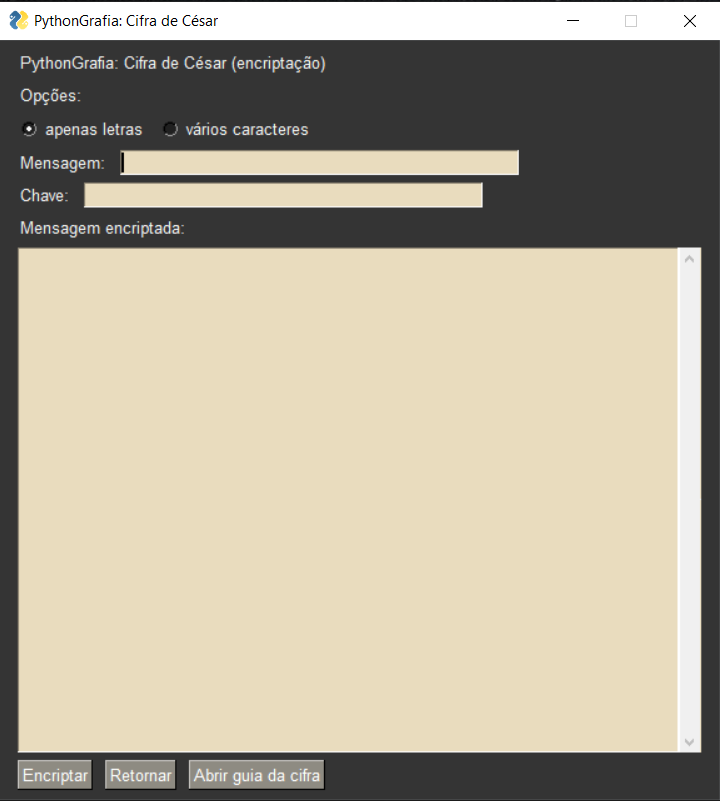 PythonGrafia: Cifra de César
PythonGrafia: Cifra de César (encriptação)
Opções:
apenas letras vários caracteres
Mensagem:
Chave:
Mensagem encriptada:
Encriptar Retornar Abrir guia da cifra